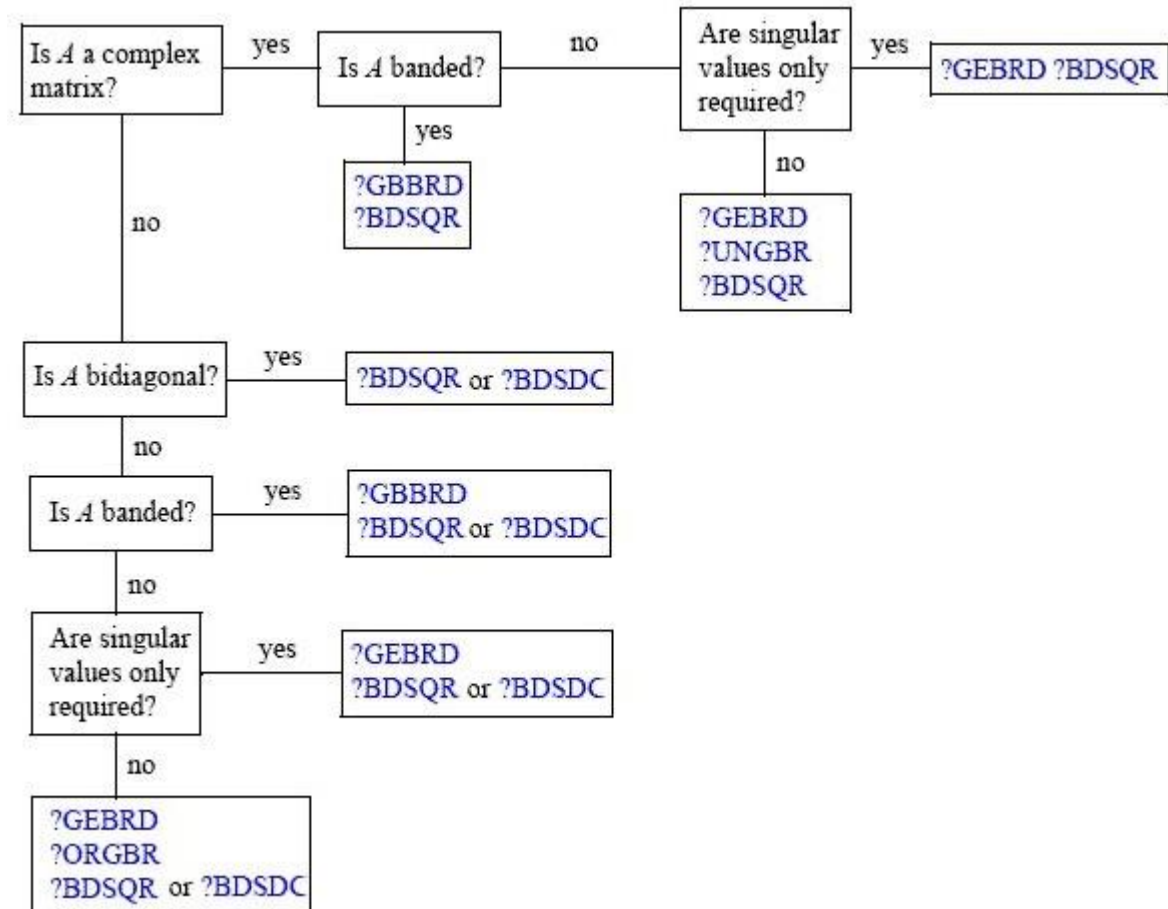 Is A a complex
matrix?
yes
Is A banded?
no
Are singular
values only
required?
yes
?GEBRD ?BDSQR
yes
?GBBRD
?BDSQR
no
?GEBRD
?UNGBR
?BDSQR
no
Is A bidiagonal?
yes
?BDSQR or ?BDSDC
no
Is A banded?
yes
?GBBRD
?BDSQR or ?BDSDC
no
Are singular
values only
required?
yes
?GEBRD
?BDSQR or ?BDSDC
no
?GEBRD
?ORGBR
?BDSQR or ?BDSDC